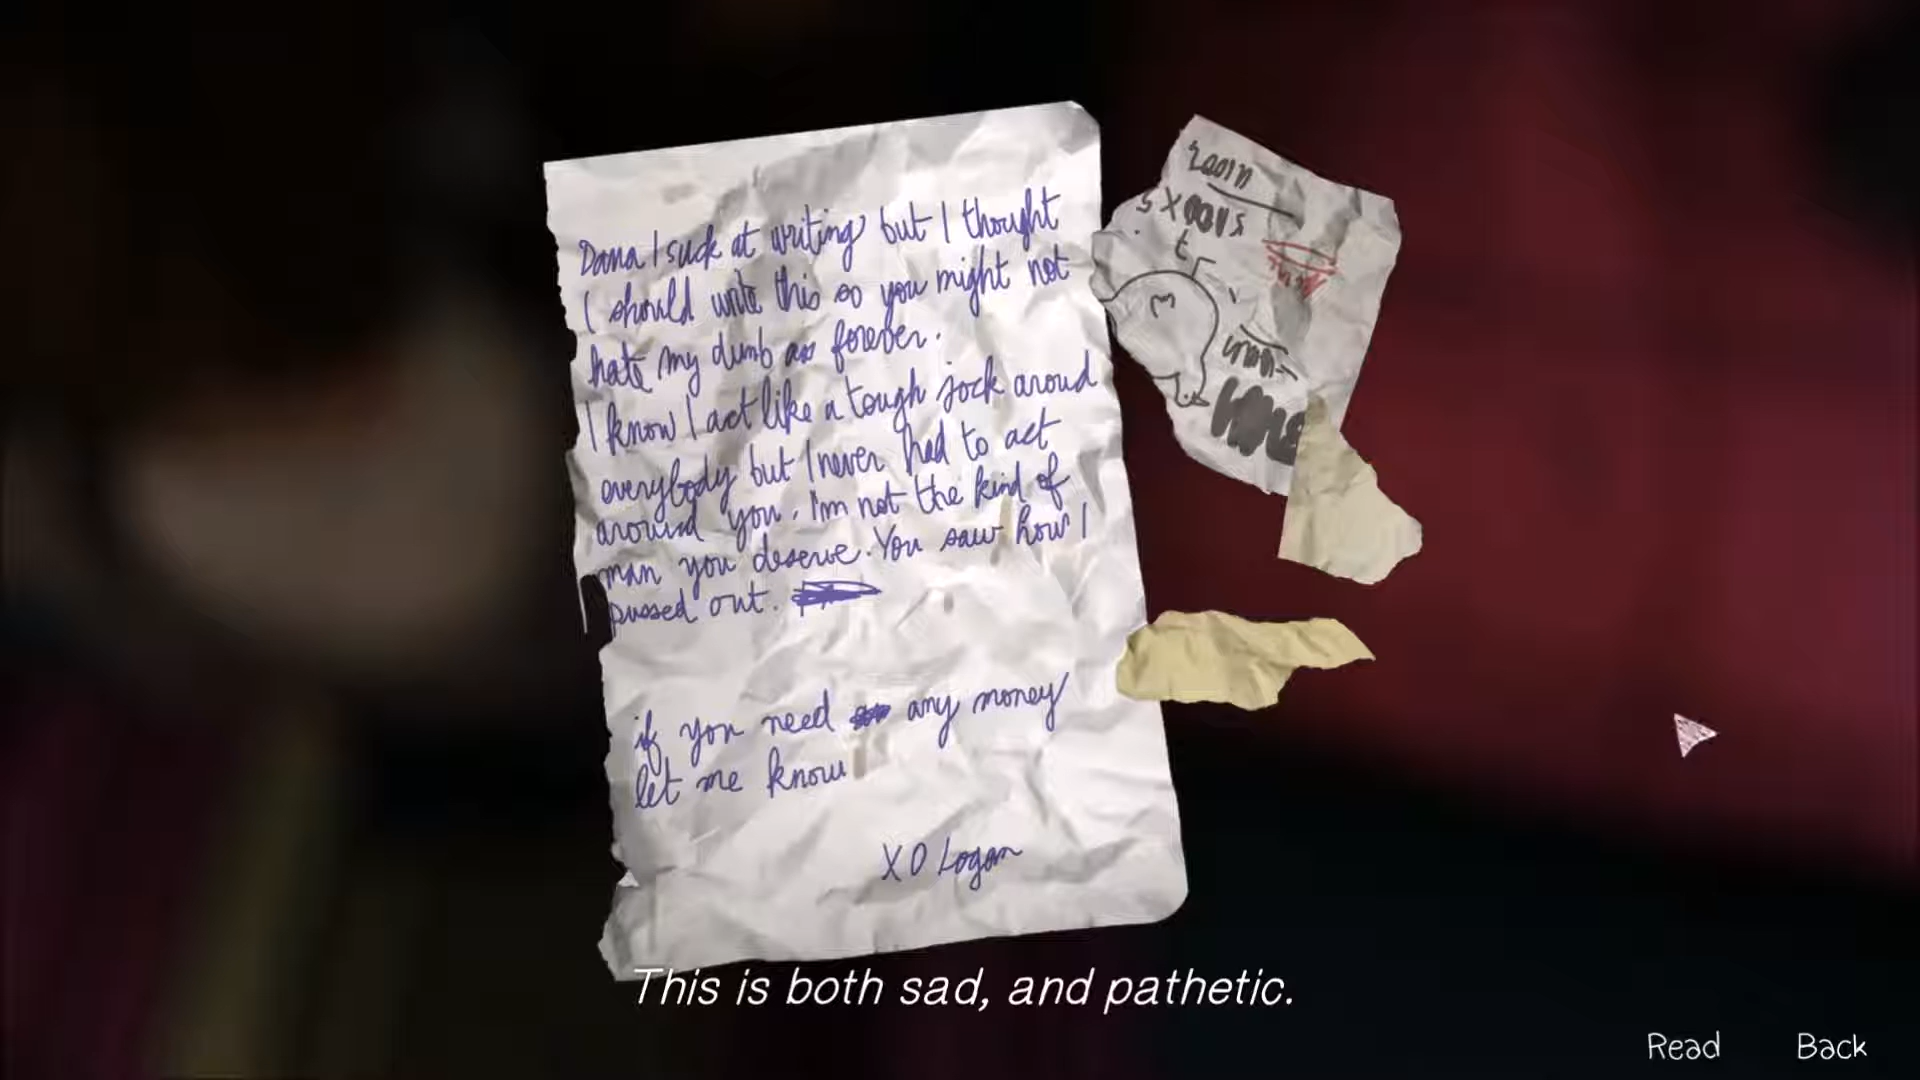 Dana I suck at writing but I thought
I should write this so you might not
hate my dumb ass forever.
I know I act like a tough jock aroud
everybody but I never had to act
around you. I'm not the kind of
man you deserve. You saw how I
pussed out.
if you need any money
let me know
XO Logan
This is both sad, and pathetic.
Read
Back